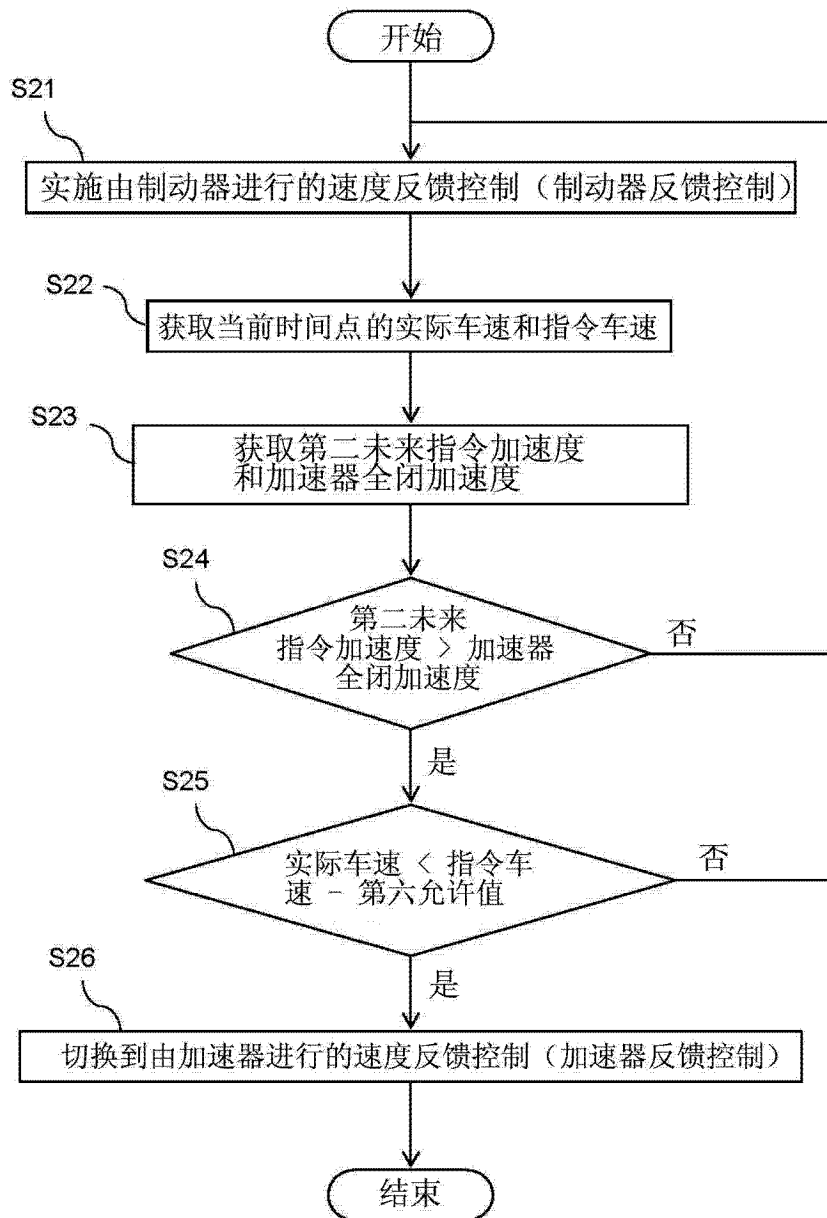 开始
S21
实施由制动器进行的速度反馈控制（制动器反馈控制）
S22
获取当前时间点的实际车速和指令车速
S23
获取第二未来指令加速度
和加速器全闭加速度
S24
第二未来
指令加速度 > 加速器
全闭加速度
否
是
S25
实际车速 < 指令车
速 - 第六允许值
否
是
S26
切换到由加速器进行的速度反馈控制（加速器反馈控制）
结束